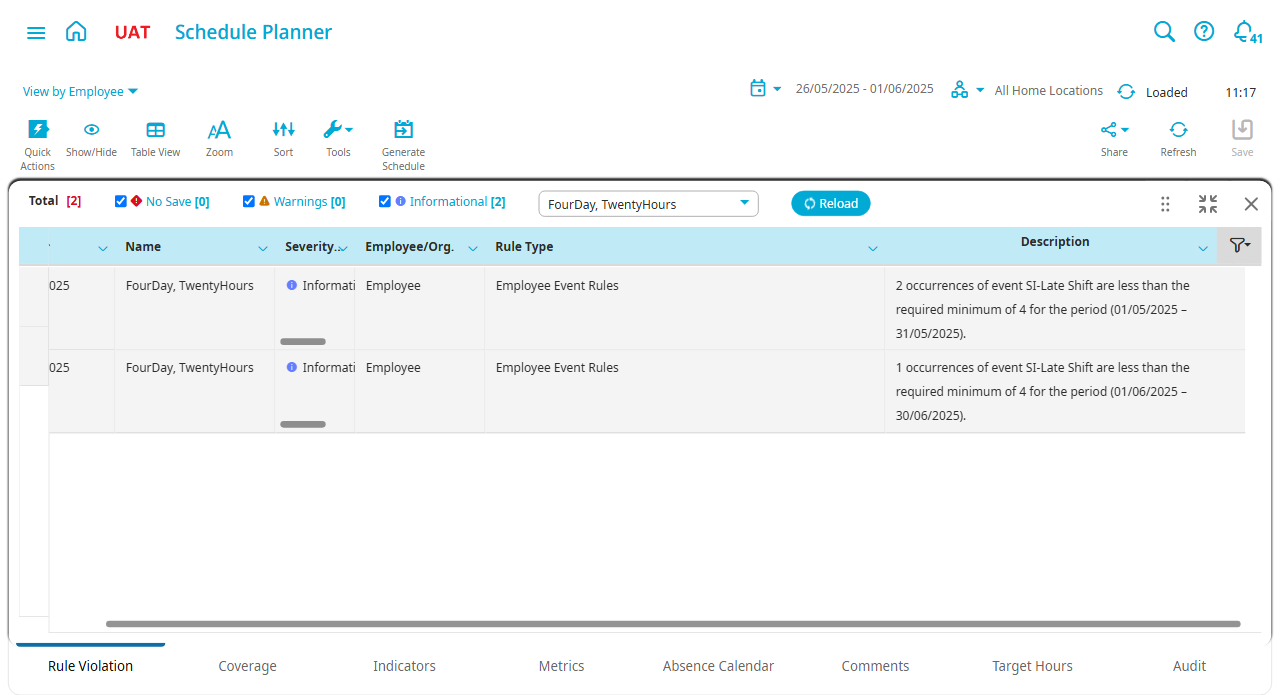 UAT Schedule Planner
41
View by Employee
26/05/2025 - 01/06/2025
All Home Locations
Loaded
11:17
Quick Actions
Show/Hide
Table View
Zoom
Sort
Tools
Generate Schedule
Share
Refresh
Save
Total [2]
No Save [0]
Warnings [0]
Informational [2]
FourDay, TwentyHours
Reload
Name
Severity...
Employee/Org.
Rule Type
Description
025
FourDay, TwentyHours
Informati
Employee
Employee Event Rules
2 occurrences of event SI-Late Shift are less than the
required minimum of 4 for the period (01/05/2025 –
31/05/2025).
025
FourDay, TwentyHours
Informati
Employee
Employee Event Rules
1 occurrences of event SI-Late Shift are less than the
required minimum of 4 for the period (01/06/2025 –
30/06/2025).
Rule Violation
Coverage
Indicators
Metrics
Absence Calendar
Comments
Target Hours
Audit